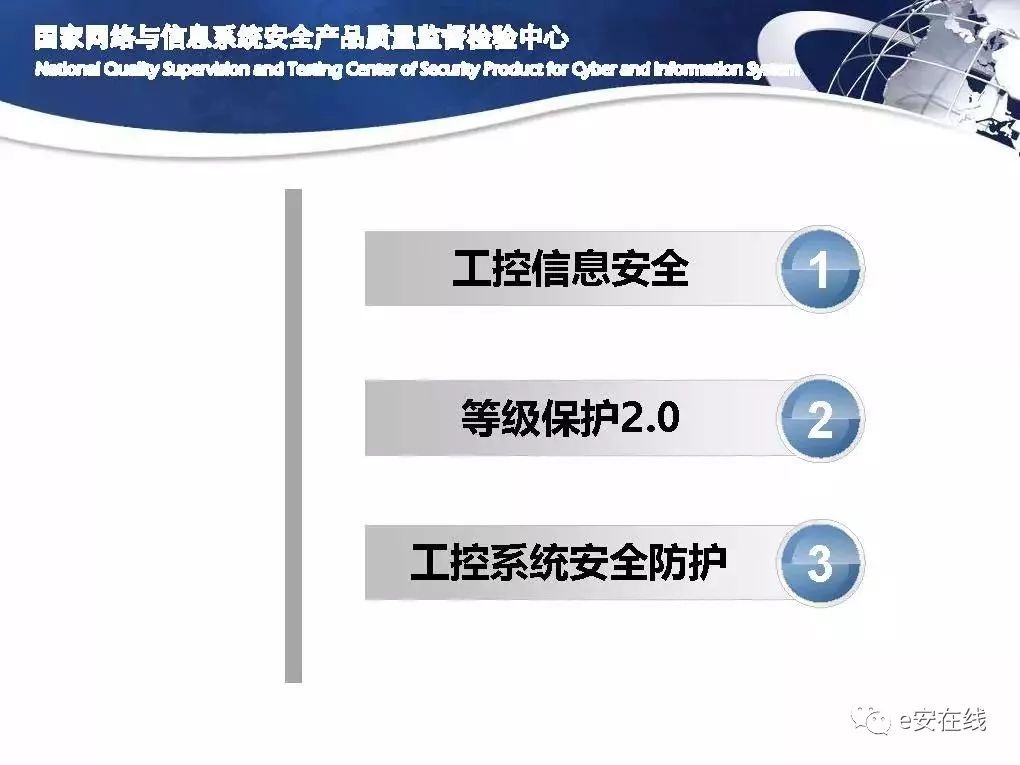 国家网络与信息系统安全产品质量监督检验中心
National Quality Supervision and Testing Center of Security Product for Cyber and Information System
工控信息安全 1
等级保护2.0 2
工控系统安全防护 3
e安在线